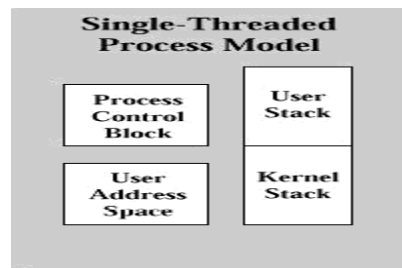 Single-Threaded
Process Model
Process
Control
Block
User
Stack
User
Address
Space
Kernel
Stack